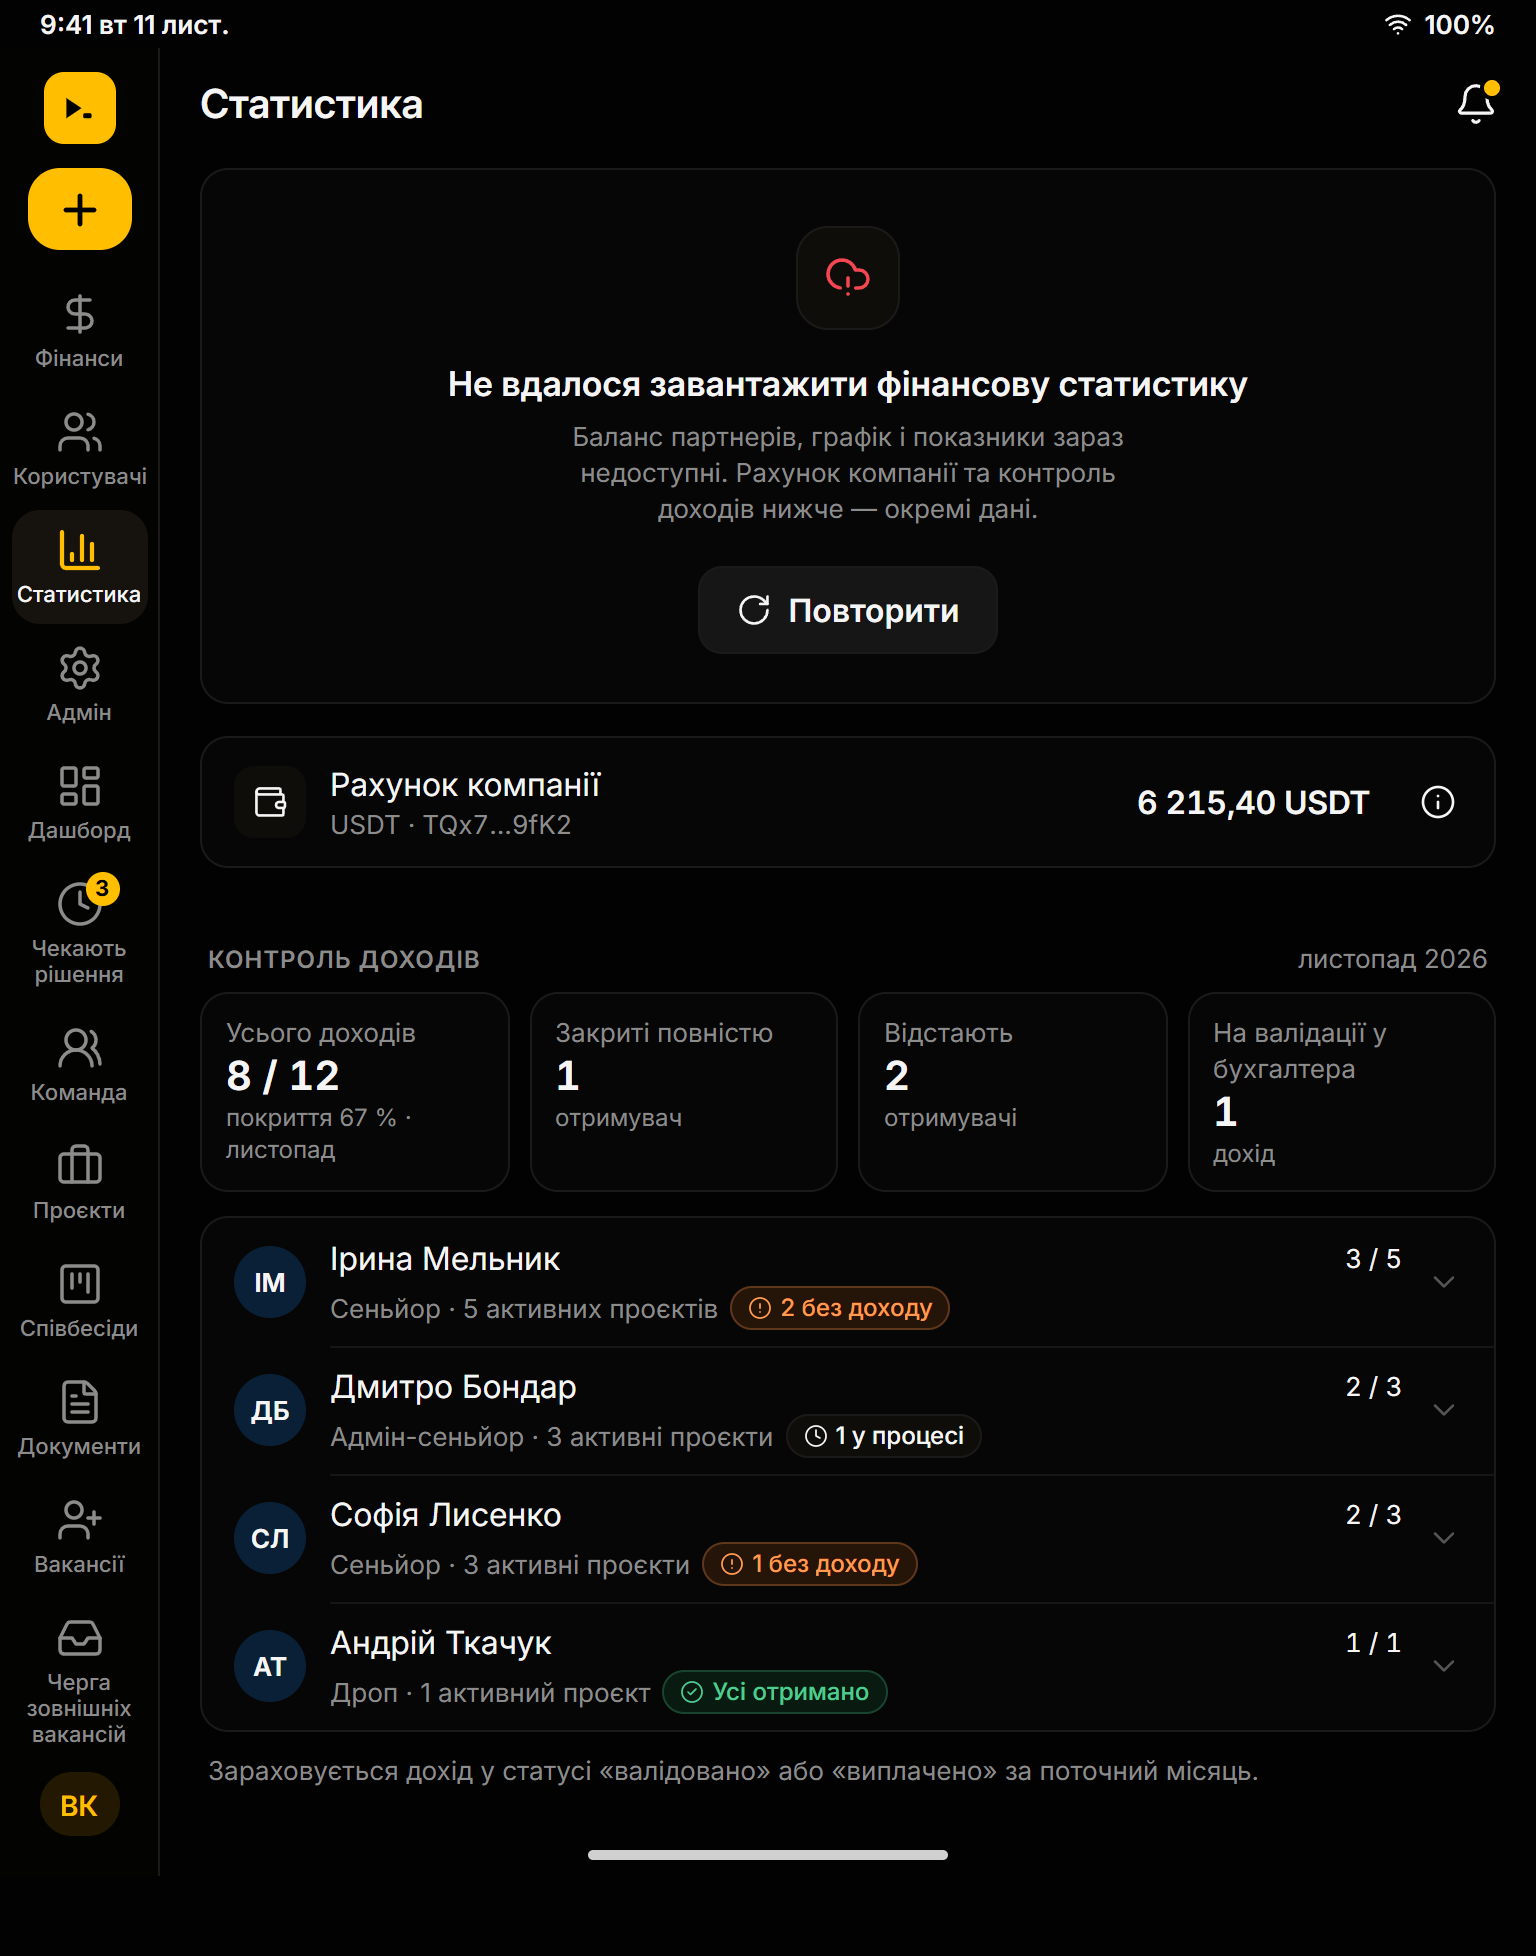 9:41 вт 11 лист.
100%
Статистика
Фінанси
Користувачі
Статистика
Адмін
Дашборд
3
Чекають
рішення
Команда
Проєкти
Співбесіди
Документи
Вакансії
Черга
зовнішніх
вакансій
ВК
Не вдалося завантажити фінансову статистику
Баланс партнерів, графік і показники зараз
недоступні. Рахунок компанії та контроль
доходів нижче — окремі дані.
Повторити
Рахунок компанії
USDT · TQx7…9fK2
6 215,40 USDT
КОНТРОЛЬ ДОХОДІВ
листопад 2026
Усього доходів
8 / 12
покриття 67 % ·
листопад
Закриті повністю
1
отримувач
Відстають
2
отримувачі
На валідації у
бухгалтера
1
дохід
ІМ
Ірина Мельник
3 / 5
Сеньйор · 5 активних проєктів
2 без доходу
ДБ
Дмитро Бондар
2 / 3
Адмін-сеньйор · 3 активні проєкти
1 у процесі
СЛ
Софія Лисенко
2 / 3
Сеньйор · 3 активні проєкти
1 без доходу
АТ
Андрій Ткачук
1 / 1
Дроп · 1 активний проєкт
Усі отримано
Зараховується дохід у статусі «валідовано» або «виплачено» за поточний місяць.